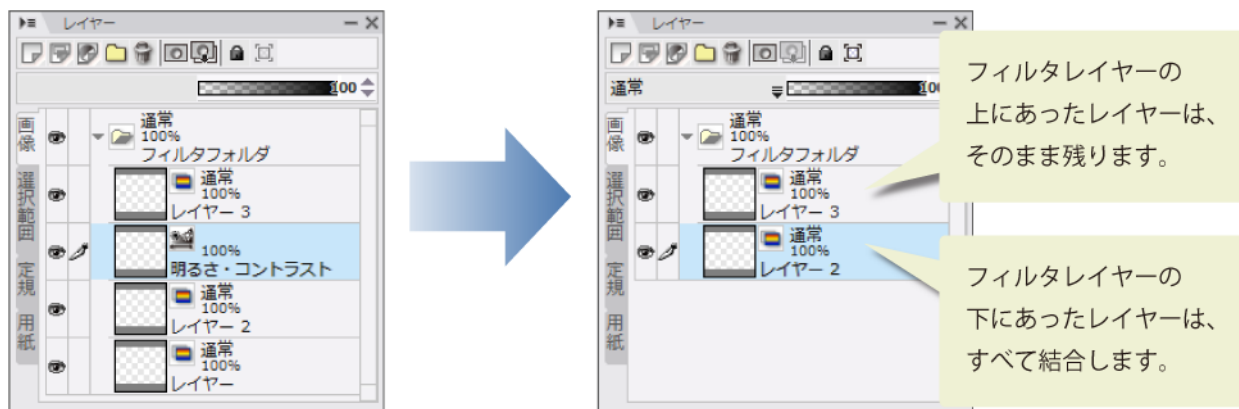 レイヤー
100
画像
選択範囲
定規
用紙
通常
100%
フィルタフォルダ
通常
100%
レイヤー 3
100%
明るさ・コントラスト
通常
100%
レイヤー 2
通常
100%
レイヤー
レイヤー
通常
画像
選択範囲
定規
用紙
通常
100%
フィルタフォルダ
通常
100%
レイヤー 3
通常
100%
レイヤー 2
フィルタレイヤーの
上にあったレイヤーは、
そのまま残ります。
フィルタレイヤーの
下にあったレイヤーは、
すべて結合します。